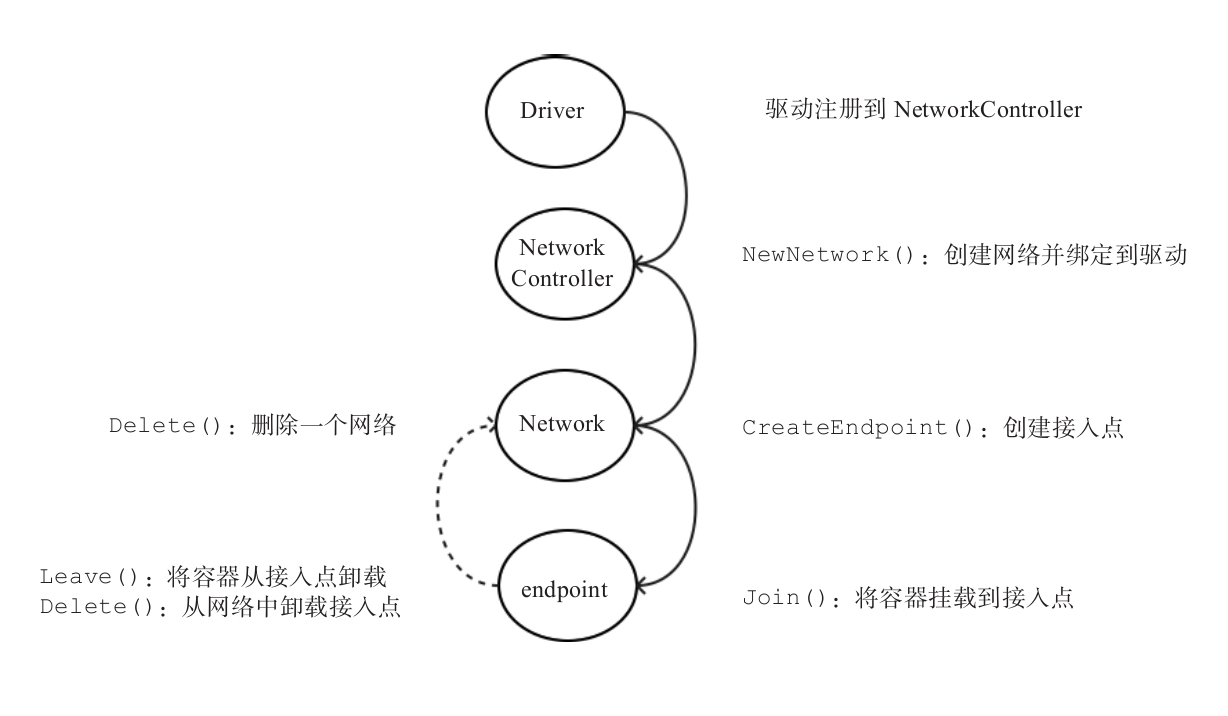 Driver
驱动注册到 NetworkController
Network
Controller
NewNetwork()：创建网络并绑定到驱动
Delete()：删除一个网络
Network
CreateEndpoint()：创建接入点
Leave()：将容器从接入点卸载
Delete()：从网络中卸载接入点
endpoint
Join()：将容器挂载到接入点